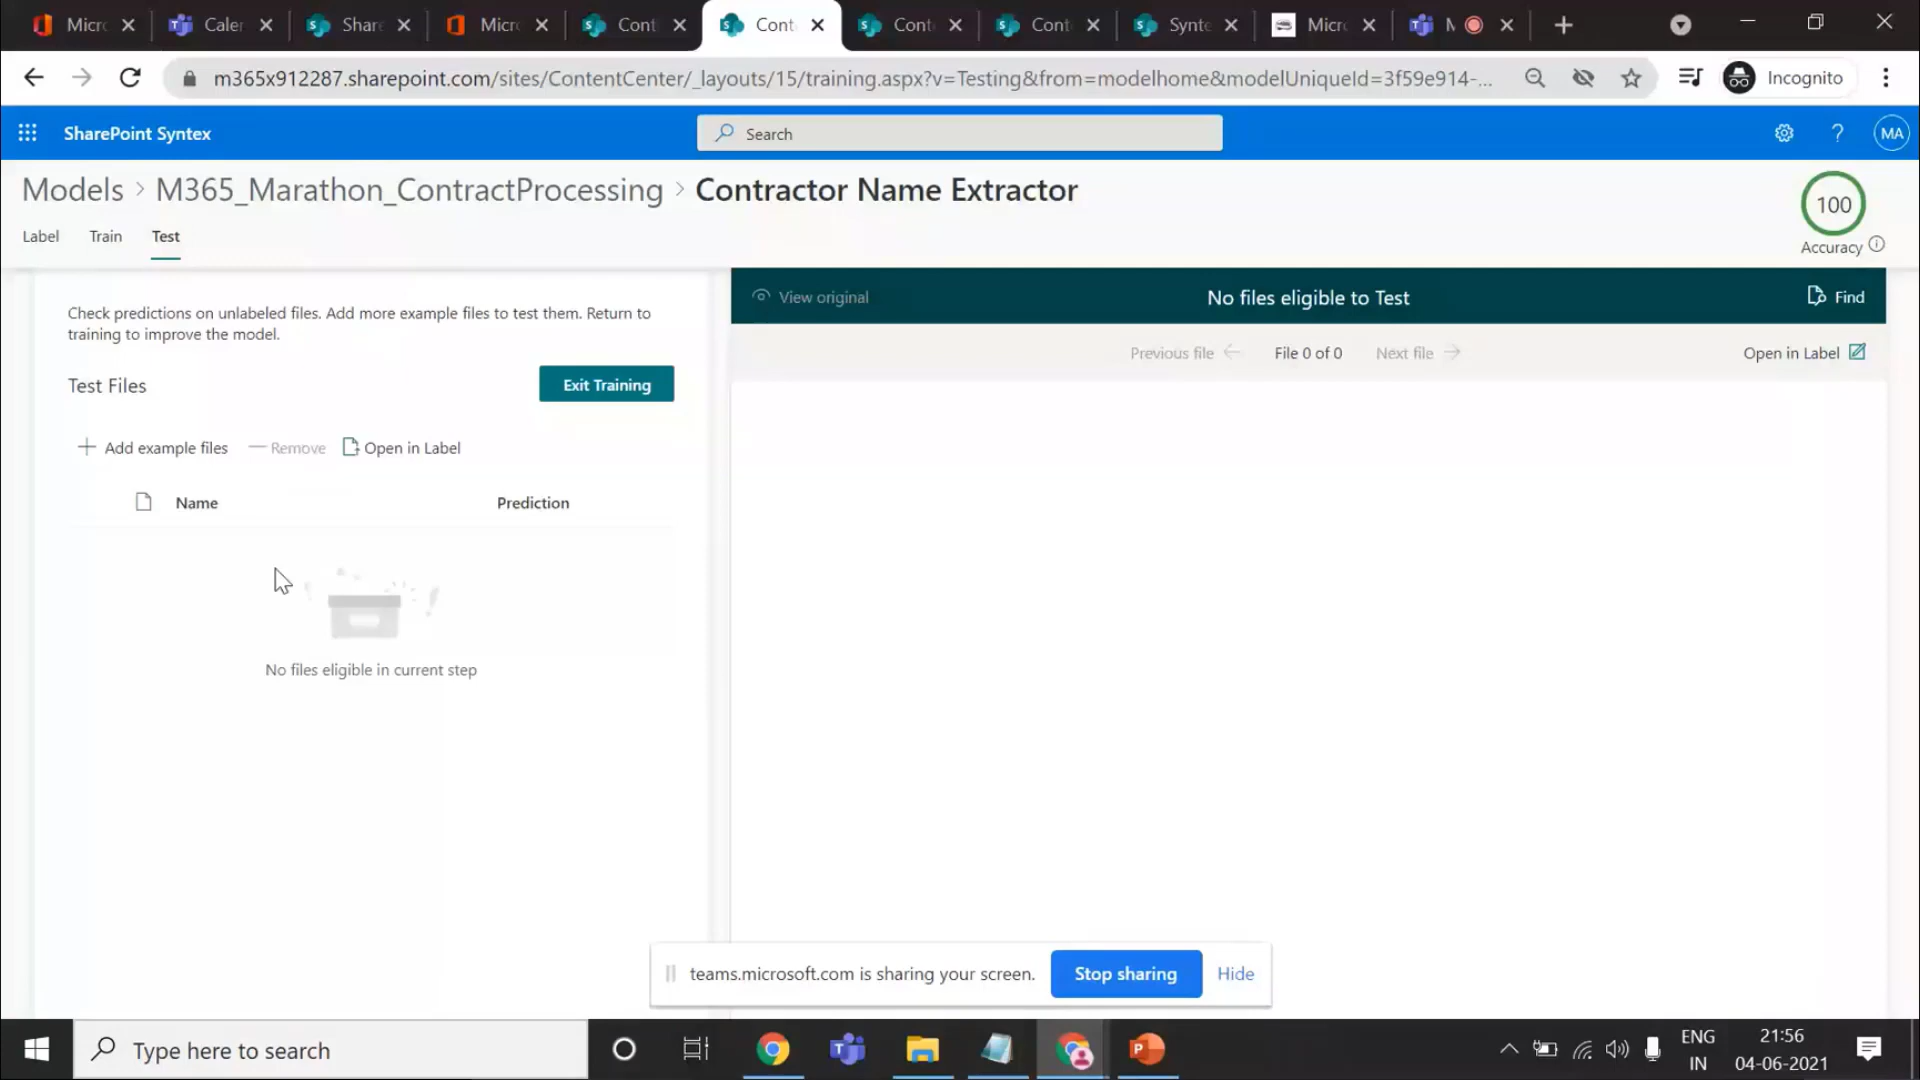 Micro
Caler
Share
Micro
Cont
Cont
Cont
Cont
Synte
Micro
M
m365x912287.sharepoint.com/sites/ContentCenter/_layouts/15/training.aspx?v=Testing&from=modelhome&modelUniqueId=3f59e914-...
Incognito
SharePoint Syntex
Search
MA
Models > M365_Marathon_ContractProcessing > Contractor Name Extractor
100
Accuracy
Label Train Test
View original
No files eligible to Test
Find
Check predictions on unlabeled files. Add more example files to test them. Return to
training to improve the model.
Previous file
File 0 of 0
Next file
Open in Label
Test Files
Exit Training
Add example files
Remove
Open in Label
Name
Prediction
No files eligible in current step
teams.microsoft.com is sharing your screen.
Stop sharing
Hide
Type here to search
ENG
IN
21:56
04-06-2021